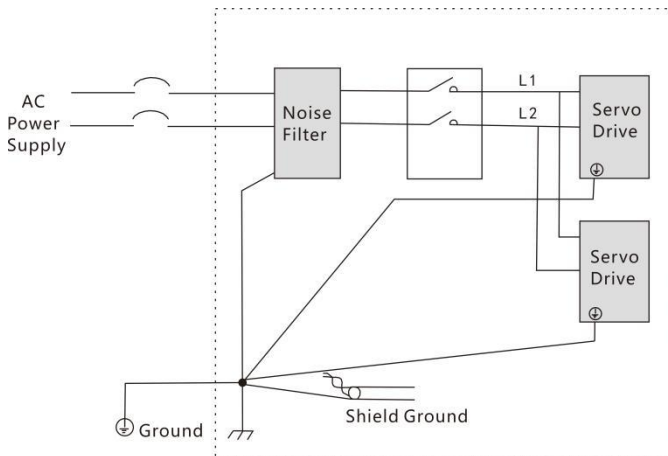 AC
Power
Supply
Noise
Filter
L1
L2
Servo
Drive
Servo
Drive
Shield Ground
Ground